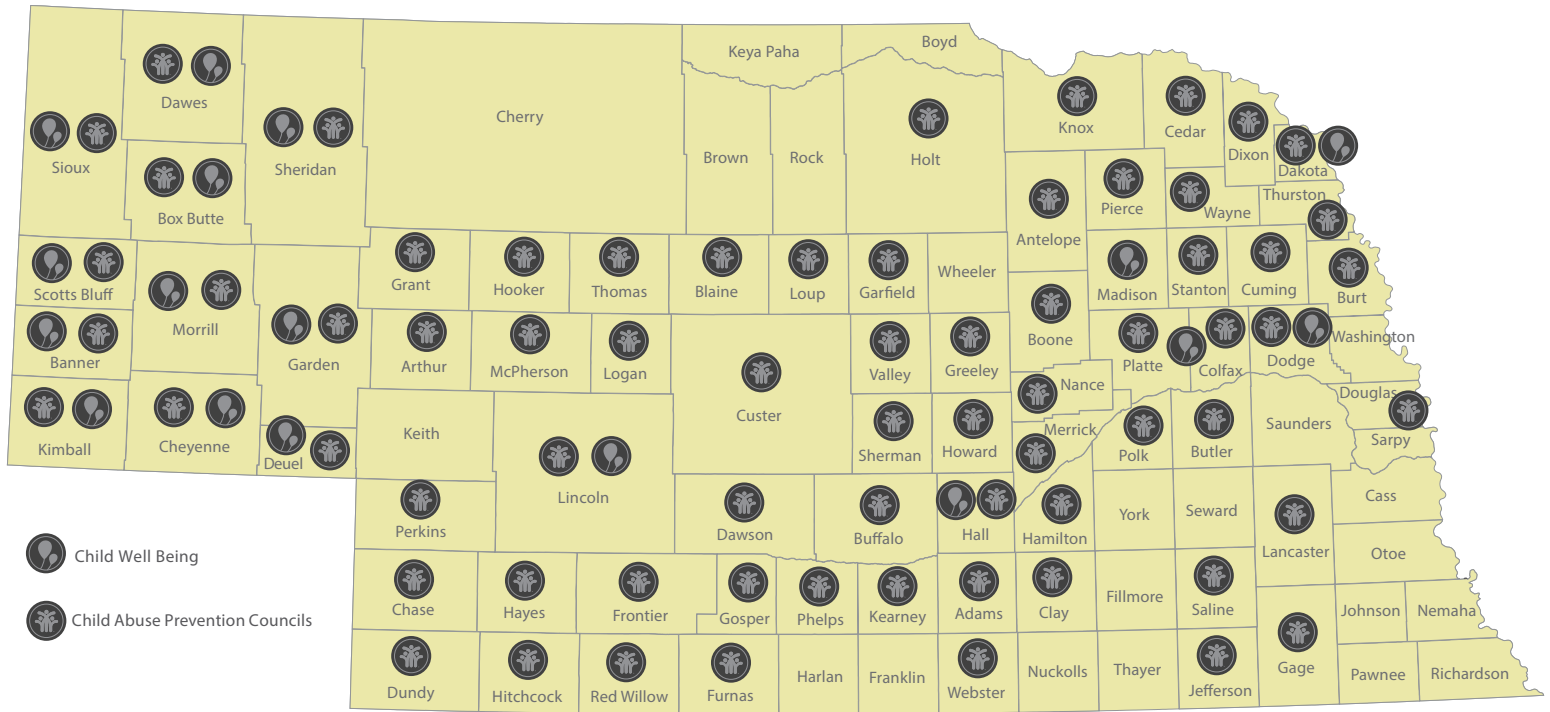 Keya Paha
Boyd
Dawes
Cherry
Knox
Cedar
Dixon
Sioux
Sheridan
Brown
Rock
Holt
Dakota
Box Butte
Pierce
Wayne
Thurston
Antelope
Scotts Bluff
Grant
Hooker
Thomas
Blaine
Loup
Garfield
Wheeler
Madison
Stanton
Cuming
Burt
Morrill
Banner
Garden
Arthur
McPherson
Logan
Valley
Greeley
Boone
Platte
Colfax
Dodge
Washington
Nance
Douglas
Kimball
Cheyenne
Deuel
Keith
Custer
Sherman
Howard
Merrick
Polk
Butler
Saunders
Sarpy
Lincoln
Perkins
Dawson
Buffalo
Hall
Hamilton
York
Seward
Lancaster
Cass
Otoe
Child Well Being
Child Abuse Prevention Councils
Chase
Hayes
Frontier
Gosper
Phelps
Kearney
Adams
Clay
Fillmore
Saline
Johnson
Nemaha
Dundy
Hitchcock
Red Willow
Furnas
Harlan
Franklin
Webster
Nuckolls
Thayer
Jefferson
Gage
Pawnee
Richardson